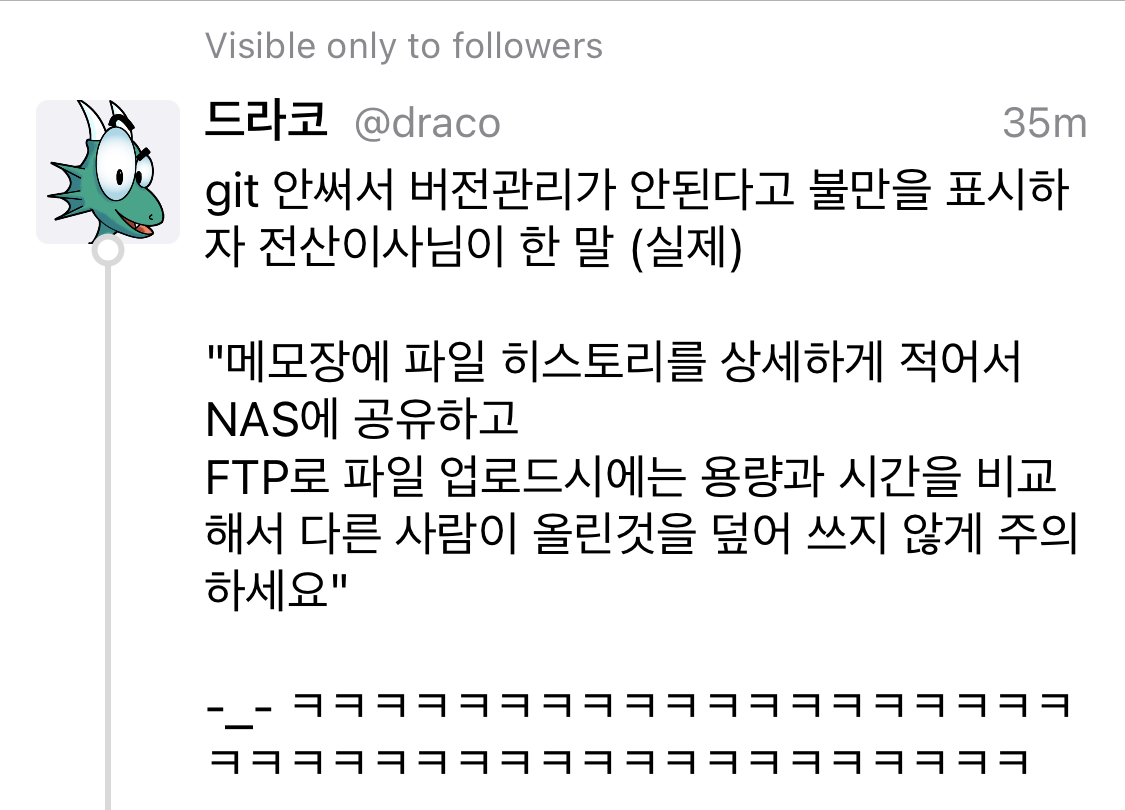 Visible only to followers
드라코 @draco 35m
git 안써서 버전관리가 안된다고 불만을 표시하
자 전산이사님이 한 말 (실제)
"메모장에 파일 히스토리를 상세하게 적어서
NAS에 공유하고
FTP로 파일 업로드시에는 용량과 시간을 비교
해서 다른 사람이 올린것을 덮어 쓰지 않게 주의
하세요"
-_- ㅋㅋㅋㅋㅋㅋㅋㅋㅋㅋㅋㅋㅋㅋㅋㅋㅋㅋㅋ
ㅋㅋㅋㅋㅋㅋㅋㅋㅋㅋㅋㅋㅋㅋㅋㅋㅋㅋㅋㅋ